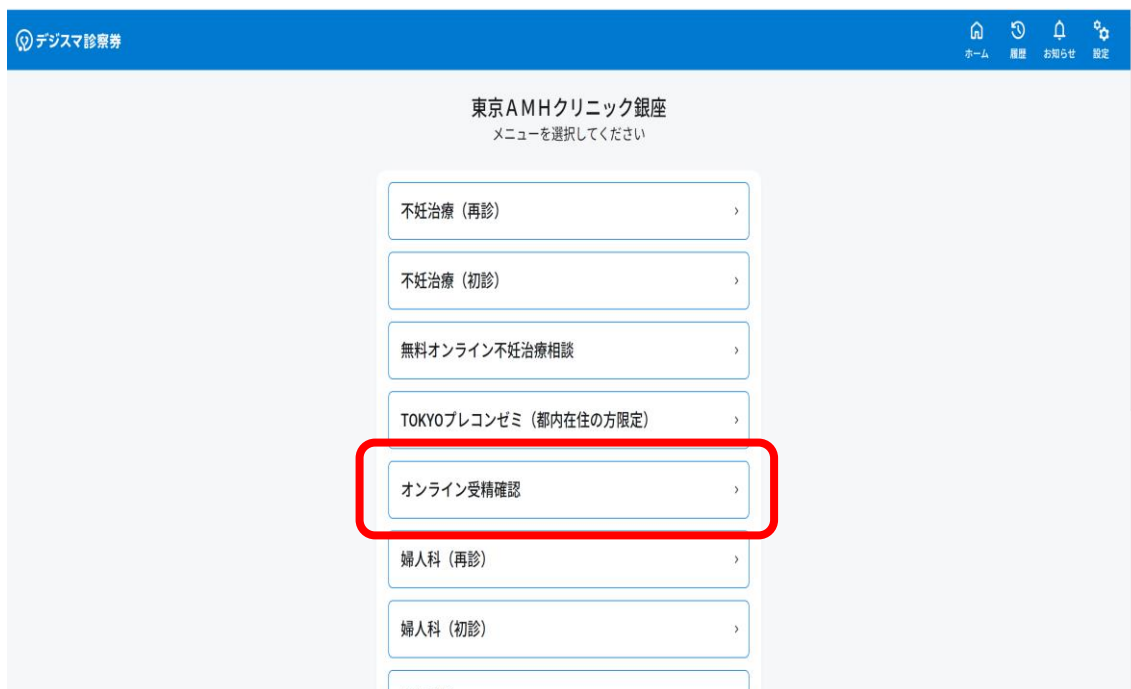 デジスマ診察券
ホーム 履歴 お知らせ 設定
東京ＡＭＨクリニック銀座
メニューを選択してください
不妊治療（再診）
不妊治療（初診）
無料オンライン不妊治療相談
TOKYOプレコンゼミ（都内在住の方限定）
オンライン受精確認
婦人科（再診）
婦人科（初診）